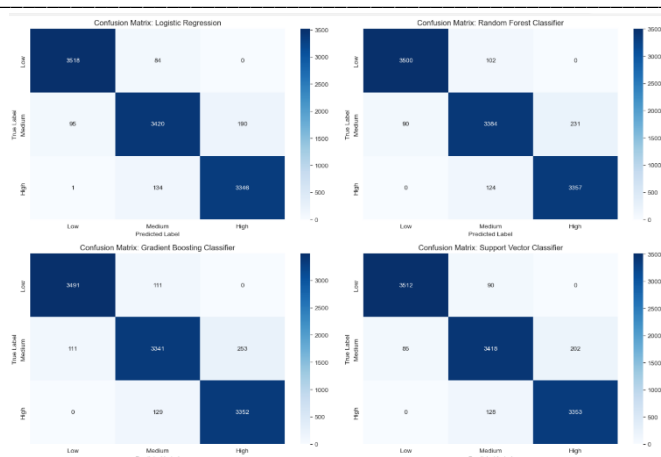 Confusion Matrix: Logistic Regression
Low
Medium
High
True Label
3518 84 0
95 3420 190
1 134 3346
Low Medium High
Predicted Label
3500
3000
2500
2000
1500
1000
500
0
Confusion Matrix: Random Forest Classifier
Low
Medium
High
True Label
3500 102 0
90 3384 231
0 124 3357
Low Medium High
Predicted Label
3500
3000
2500
2000
1500
1000
500
0
Confusion Matrix: Gradient Boosting Classifier
Low
Medium
High
True Label
3491 111 0
111 3341 253
0 129 3352
Low Medium High
3000
2500
2000
1500
1000
500
0
Confusion Matrix: Support Vector Classifier
Low
Medium
High
True Label
3512 90 0
85 3418 202
0 128 3353
Low Medium High
3500
3000
2500
2000
1500
1000
500
0